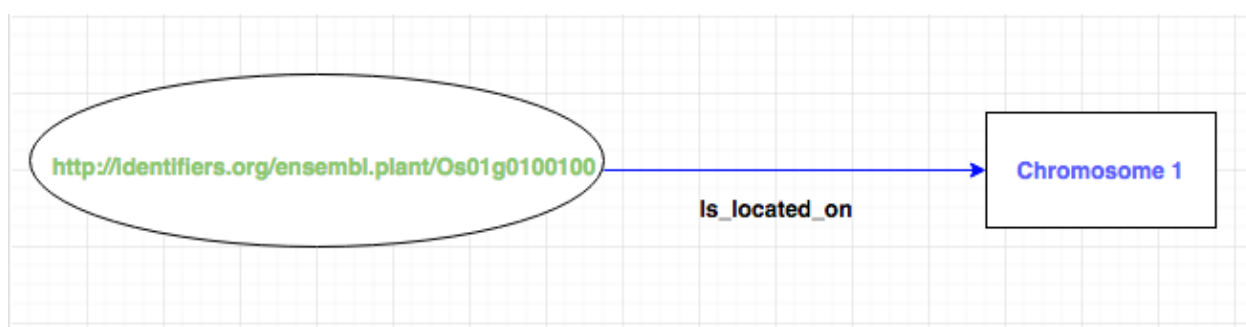 http://identifiers.org/ensembl.plant/Os01g0100100
Is_located_on
Chromosome 1